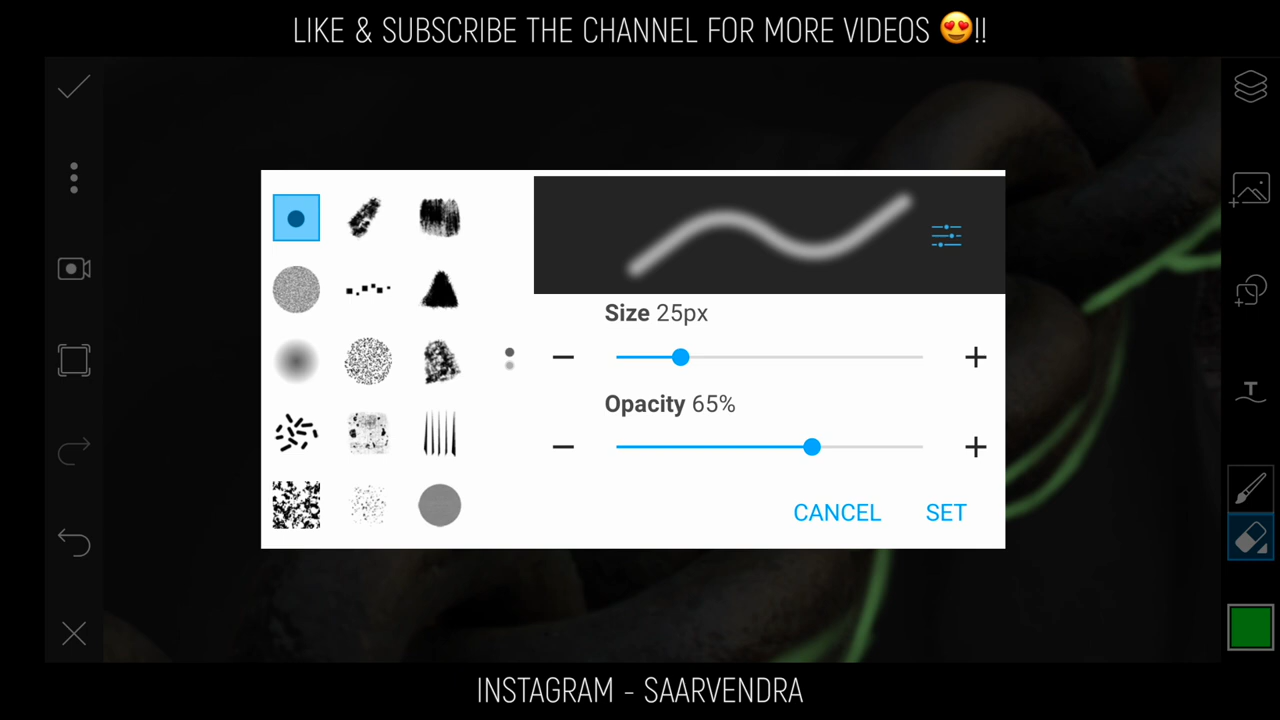 LIKE & SUBSCRIBE THE CHANNEL FOR MORE VIDEOS 😍!!
Size 25px
Opacity 65%
CANCEL SET
T
INSTAGRAM - SAARVENDRA